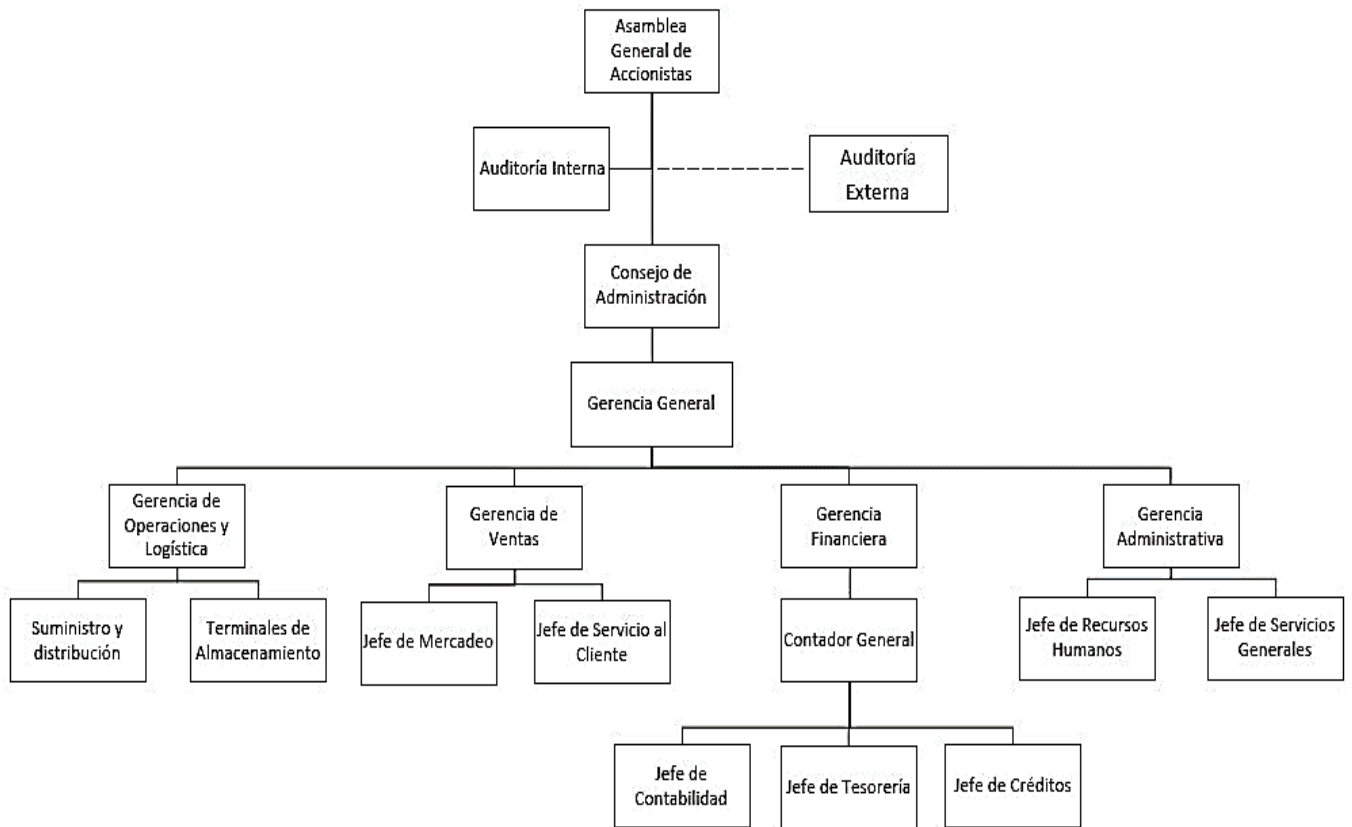 Asamblea
General de
Accionistas
Auditoría Interna
Auditoría
Externa
Consejo de
Administración
Gerencia General
Gerencia de
Operaciones y
Logística
Gerencia de
Ventas
Gerencia
Financiera
Gerencia
Administrativa
Suministro y
distribución
Terminales de
Almacenamiento
Jefe de Mercadeo
Jefe de Servicio al
Cliente
Contador General
Jefe de Recursos
Humanos
Jefe de Servicios
Generales
Jefe de
Contabilidad
Jefe de Tesorería
Jefe de Créditos